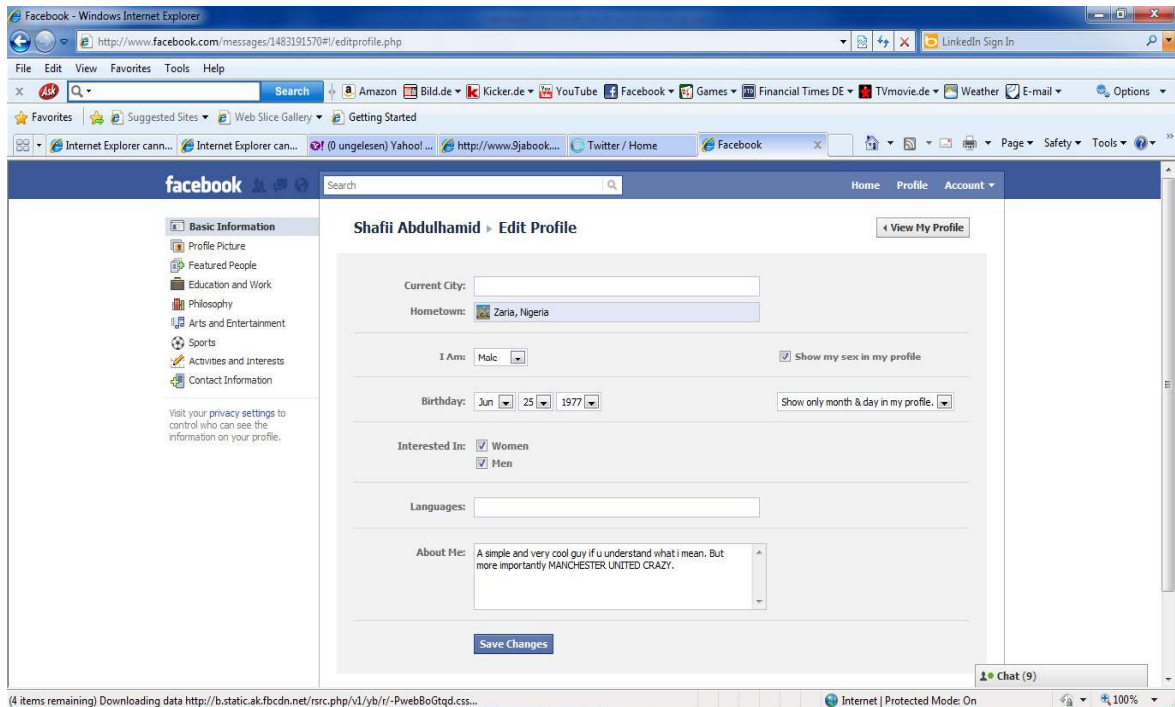 Facebook - Windows Internet Explorer
http://www.facebook.com/messages/1483191570#!/editprofile.php
LinkedIn Sign In
File Edit View Favorites Tools Help
x Ask Search Amazon Bild.de Kicker.de YouTube Facebook Games Financial Times DE TVmovie.de Weather E-mail Options
Favorites Suggested Sites Web Slice Gallery Getting Started
Internet Explorer cann... Internet Explorer can... (0 ungelesen) Yahoo! ... http://www.9jabook.... Twitter / Home Facebook x Page Safety Tools
facebook Search Home Profile Account
Basic Information
Profile Picture
Featured People
Education and Work
Philosophy
Arts and Entertainment
Sports
Activities and Interests
Contact Information
Visit your privacy settings to
control who can see the
information on your profile.
Shafii Abdulhamid Edit Profile
View My Profile
Current City:
Hometown: Zaria, Nigeria
I Am: Male Show my sex in my profile
Birthday: Jun 25 1977 Show only month & day in my profile.
Interested In: Women
Men
Languages:
About Me: A simple and very cool guy if u understand what i mean. But
more importantly MANCHESTER UNITED CRAZY.
Save Changes
Chat (9)
(4 items remaining) Downloading data http://b.static.ak.fbcdn.net/rsrc.php/v1/yb/r/-PwebBoGtqd.css... Internet | Protected Mode: On 100%